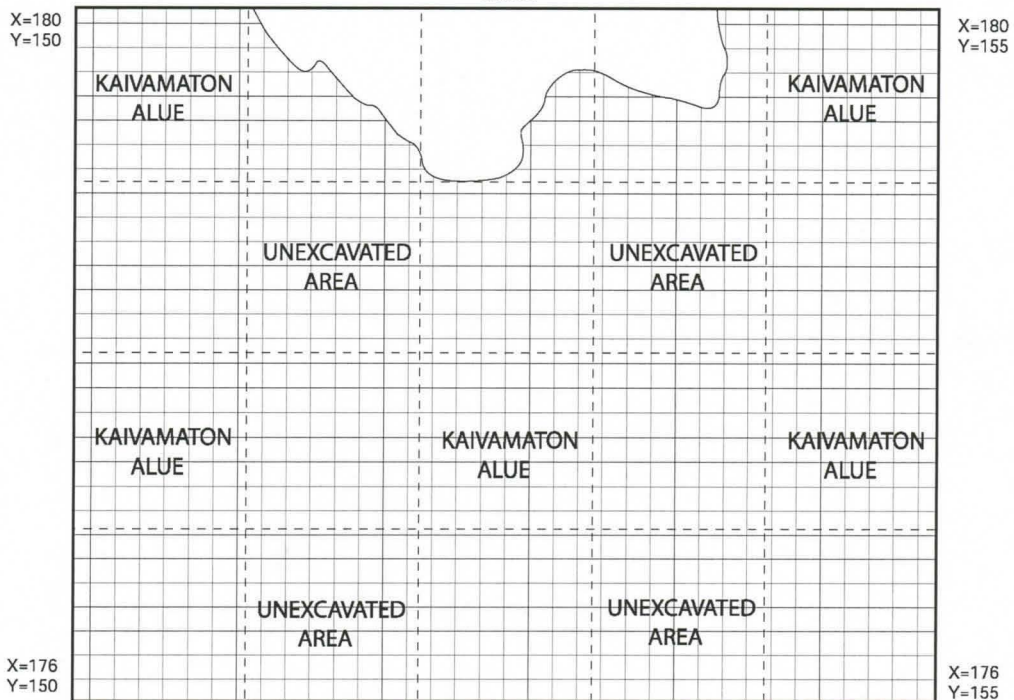 X=180
Y=150
X=180
Y=155
KAIVAMATON
ALUE
KAIVAMATON
ALUE
UNEXCAVATED
AREA
UNEXCAVATED
AREA
KAIVAMATON
ALUE
KAIVAMATON
ALUE
KAIVAMATON
ALUE
UNEXCAVATED
AREA
UNEXCAVATED
AREA
X=176
Y=150
X=176
Y=155